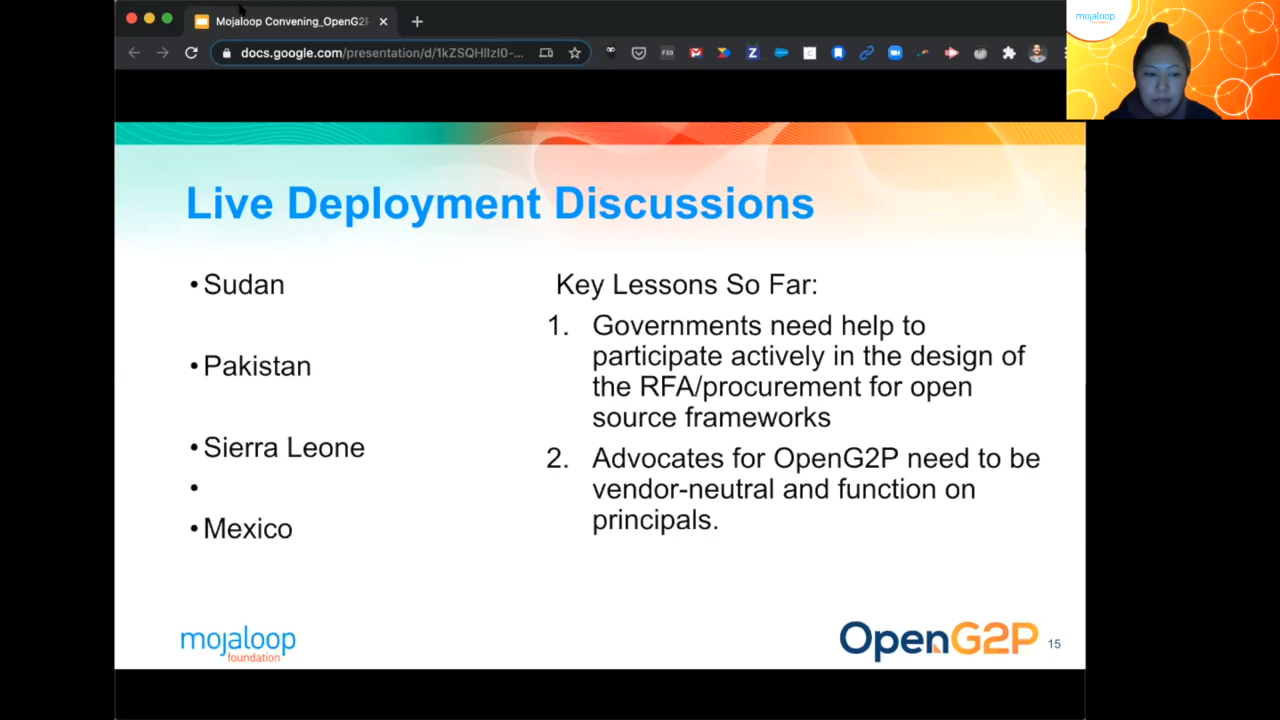 Mojaloop Convening_OpenG2P
docs.google.com/presentation/d/1kZSQHlIzI0-...
mojaloop
foundation
Live Deployment Discussions
• Sudan
• Pakistan
• Sierra Leone
•
• Mexico
Key Lessons So Far:
1. Governments need help to
participate actively in the design of
the RFA/procurement for open
source frameworks
2. Advocates for OpenG2P need to be
vendor-neutral and function on
principals.
mojaloop
foundation
OpenG2P
15